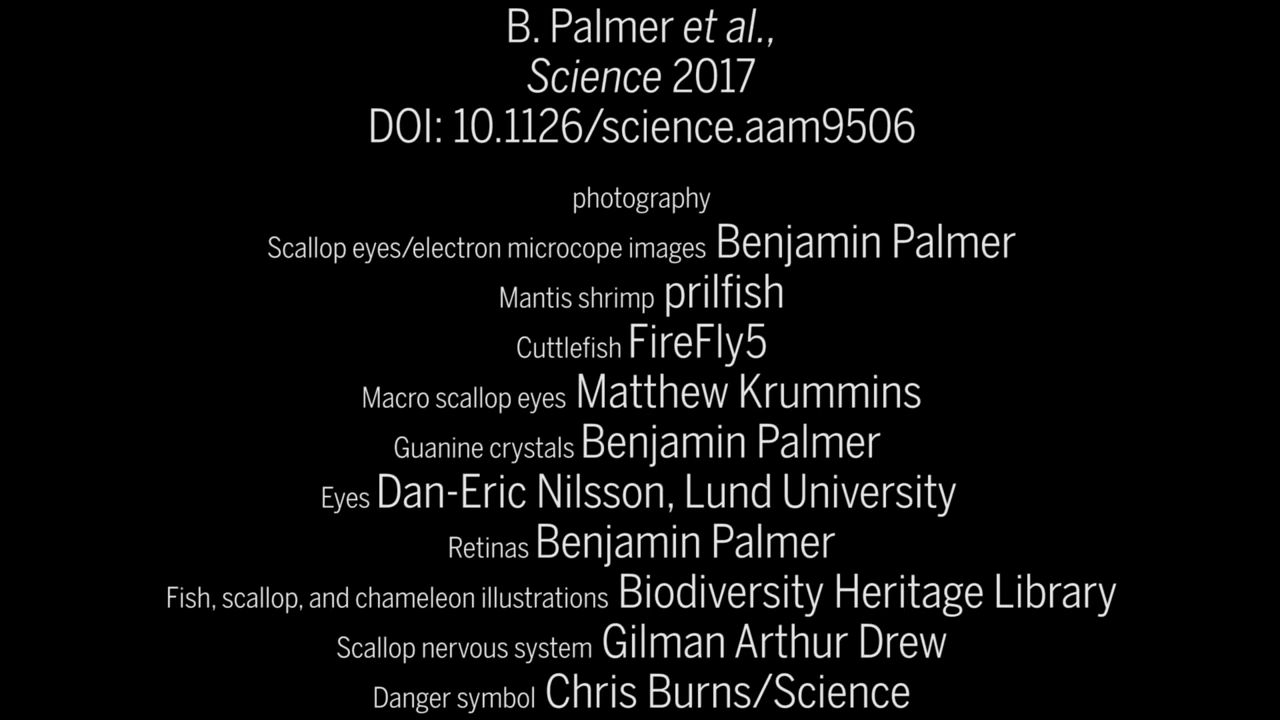 B. Palmer et al.,
Science 2017
DOI: 10.1126/science.aam9506
photography
Scallop eyes/electron microcope images Benjamin Palmer
Mantis shrimp prilfish
Cuttlefish FireFly5
Macro scallop eyes Matthew Krummins
Guanine crystals Benjamin Palmer
Eyes Dan-Eric Nilsson, Lund University
Retinas Benjamin Palmer
Fish, scallop, and chameleon illustrations Biodiversity Heritage Library
Scallop nervous system Gilman Arthur Drew
Danger symbol Chris Burns/Science